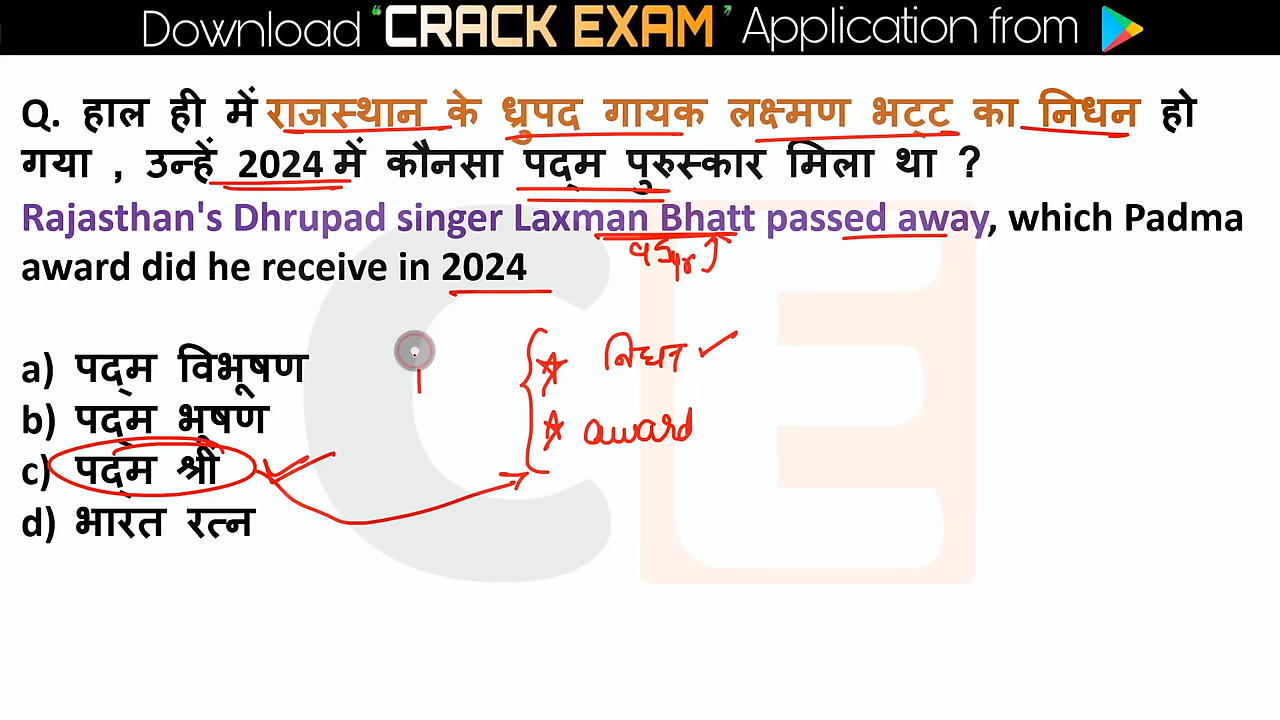 Download “CRACK EXAM” Application from
Q. हाल ही में राजस्थान के ध्रुपद गायक लक्ष्मण भट्ट का निधन हो
गया , उन्हें 2024 में कौनसा पद्म पुरुस्कार मिला था ?
Rajasthan's Dhrupad singer Laxman Bhatt passed away, which Padma
award did he receive in 2024
95yr
a) पद्म विभूषण
निधन
b) पद्म भूषण
award
c) पद्म श्री
d) भारत रत्न
CE